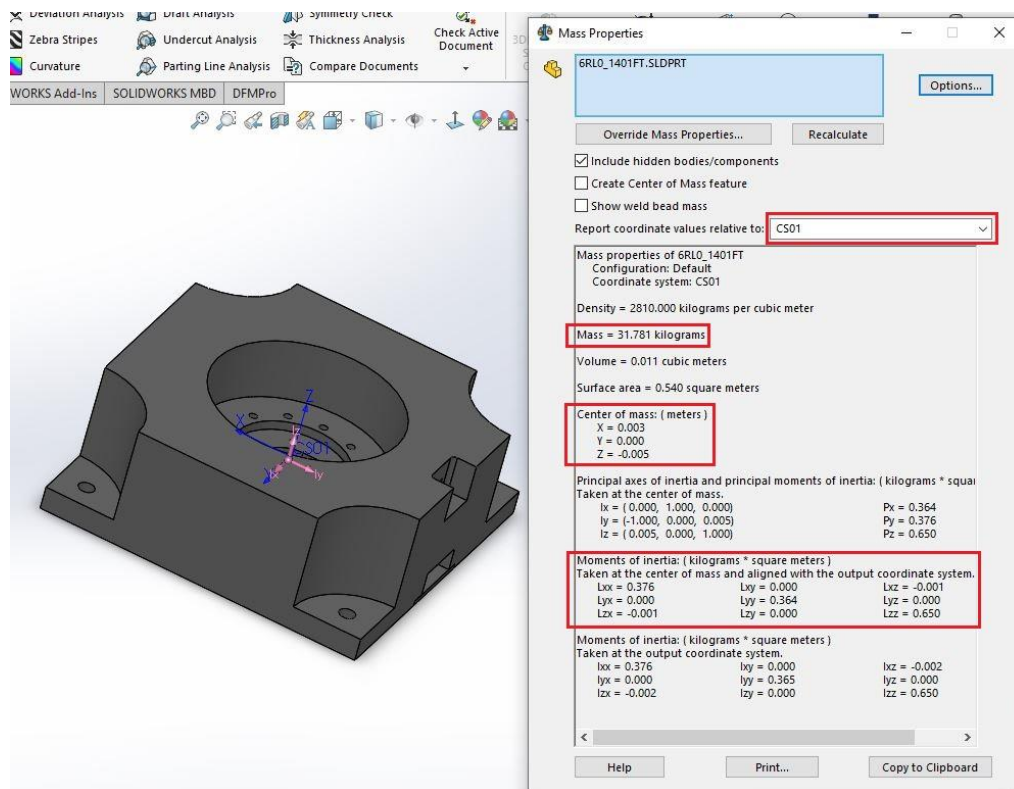 Deviation Analysis Draft Analysis Symmetry Check
Zebra Stripes Undercut Analysis Thickness Analysis Check Active Document
Curvature Parting Line Analysis Compare Documents
WORKS Add-Ins SOLIDWORKS MBD DFMPro
Z
X
CS01
Iz
Ix
Iy
Mass Properties
6RL0_1401FT.SLDPRT
Options...
Override Mass Properties... Recalculate
Include hidden bodies/components
Create Center of Mass feature
Show weld bead mass
Report coordinate values relative to: CS01
Mass properties of 6RL0_1401FT
Configuration: Default
Coordinate system: CS01
Density = 2810.000 kilograms per cubic meter
Mass = 31.781 kilograms
Volume = 0.011 cubic meters
Surface area = 0.540 square meters
Center of mass: ( meters )
X = 0.003
Y = 0.000
Z = -0.005
Principal axes of inertia and principal moments of inertia: ( kilograms * squar
Taken at the center of mass.
Ix = ( 0.000, 1.000, 0.000) Px = 0.364
Iy = (-1.000, 0.000, 0.005) Py = 0.376
Iz = ( 0.005, 0.000, 1.000) Pz = 0.650
Moments of inertia: ( kilograms * square meters )
Taken at the center of mass and aligned with the output coordinate system.
Lxx = 0.376 Lxy = 0.000 Lxz = -0.001
Lyx = 0.000 Lyy = 0.364 Lyz = 0.000
Lzx = -0.001 Lzy = 0.000 Lzz = 0.650
Moments of inertia: ( kilograms * square meters )
Taken at the output coordinate system.
Ixx = 0.376 Ixy = 0.000 Ixz = -0.002
Iyx = 0.000 Iyy = 0.365 Iyz = 0.000
Izx = -0.002 Izy = 0.000 Izz = 0.650
Help Print... Copy to Clipboard